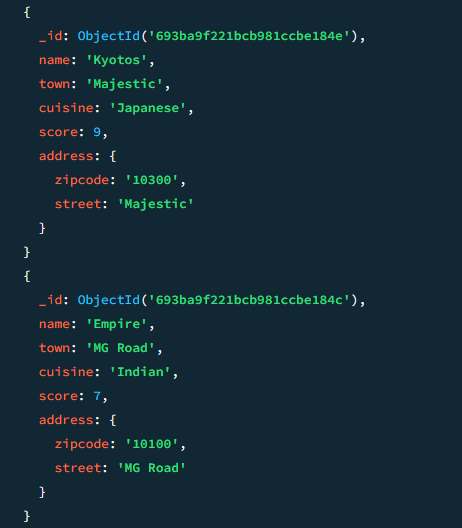 {
  _id: ObjectId('693ba9f221bcb981ccbe184e'),
  name: 'Kyotos',
  town: 'Majestic',
  cuisine: 'Japanese',
  score: 9,
  address: {
    zipcode: '10300',
    street: 'Majestic'
  }
}
{
  _id: ObjectId('693ba9f221bcb981ccbe184c'),
  name: 'Empire',
  town: 'MG Road',
  cuisine: 'Indian',
  score: 7,
  address: {
    zipcode: '10100',
    street: 'MG Road'
  }
}